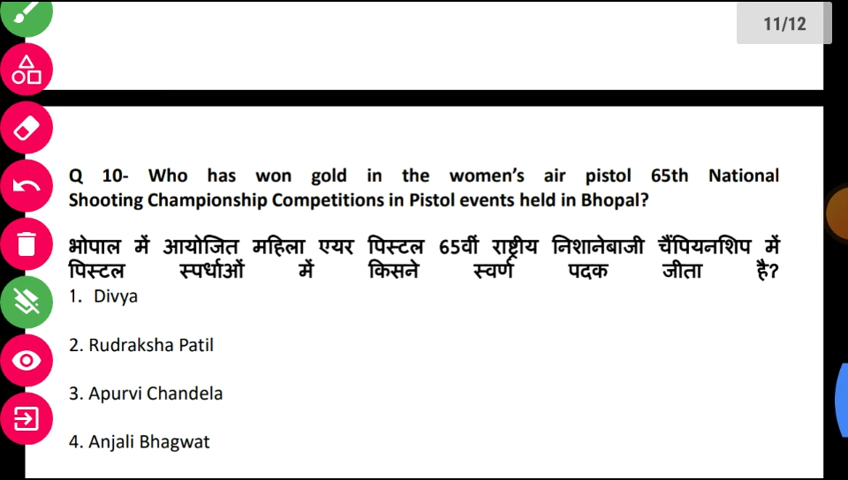 11/12
Q 10- Who has won gold in the women’s air pistol 65th National
Shooting Championship Competitions in Pistol events held in Bhopal?
भोपाल में आयोजित महिला एयर पिस्टल 65वीं राष्ट्रीय निशानेबाजी चैंपियनशिप में
पिस्टल स्पर्धाओं में किसने स्वर्ण पदक जीता है?
1. Divya
2. Rudraksha Patil
3. Apurvi Chandela
4. Anjali Bhagwat